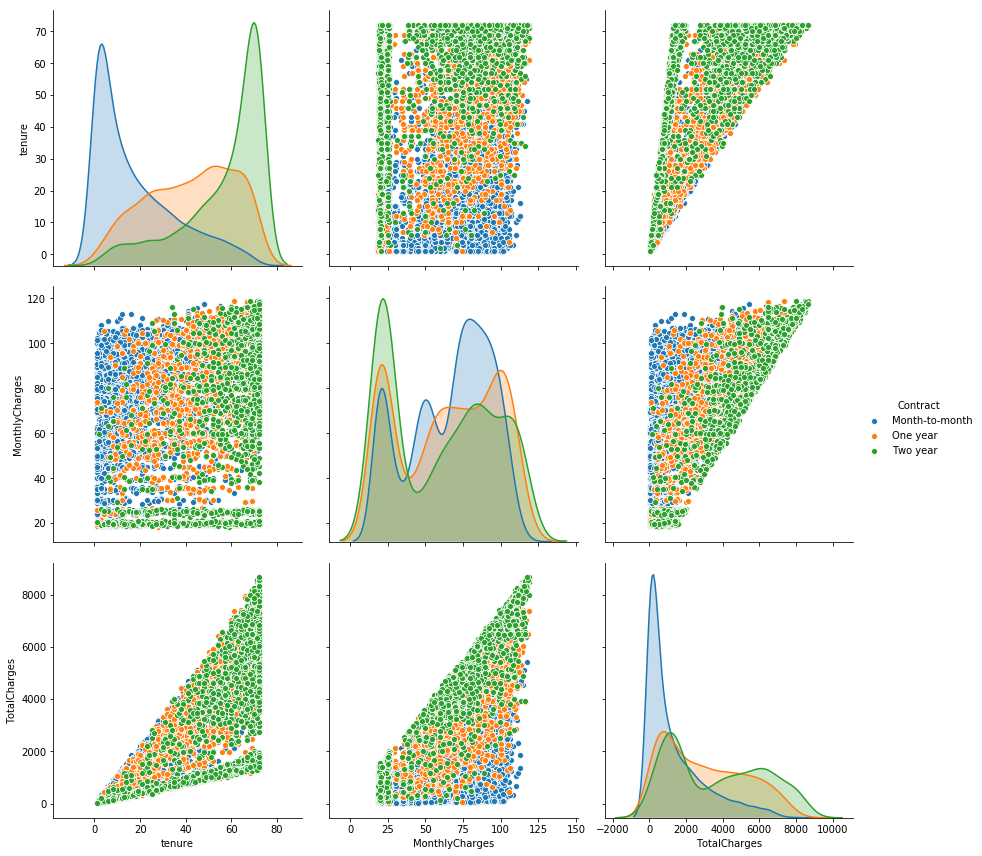 70
60
50
40
30
20
10
0
tenure
120
100
80
60
40
20
MonthlyCharges
Contract
Month-to-month
One year
Two year
8000
6000
4000
2000
0
TotalCharges
0 20 40 60 80
tenure
0 25 50 75 100 125 150
MonthlyCharges
−2000 0 2000 4000 6000 8000 10000
TotalCharges